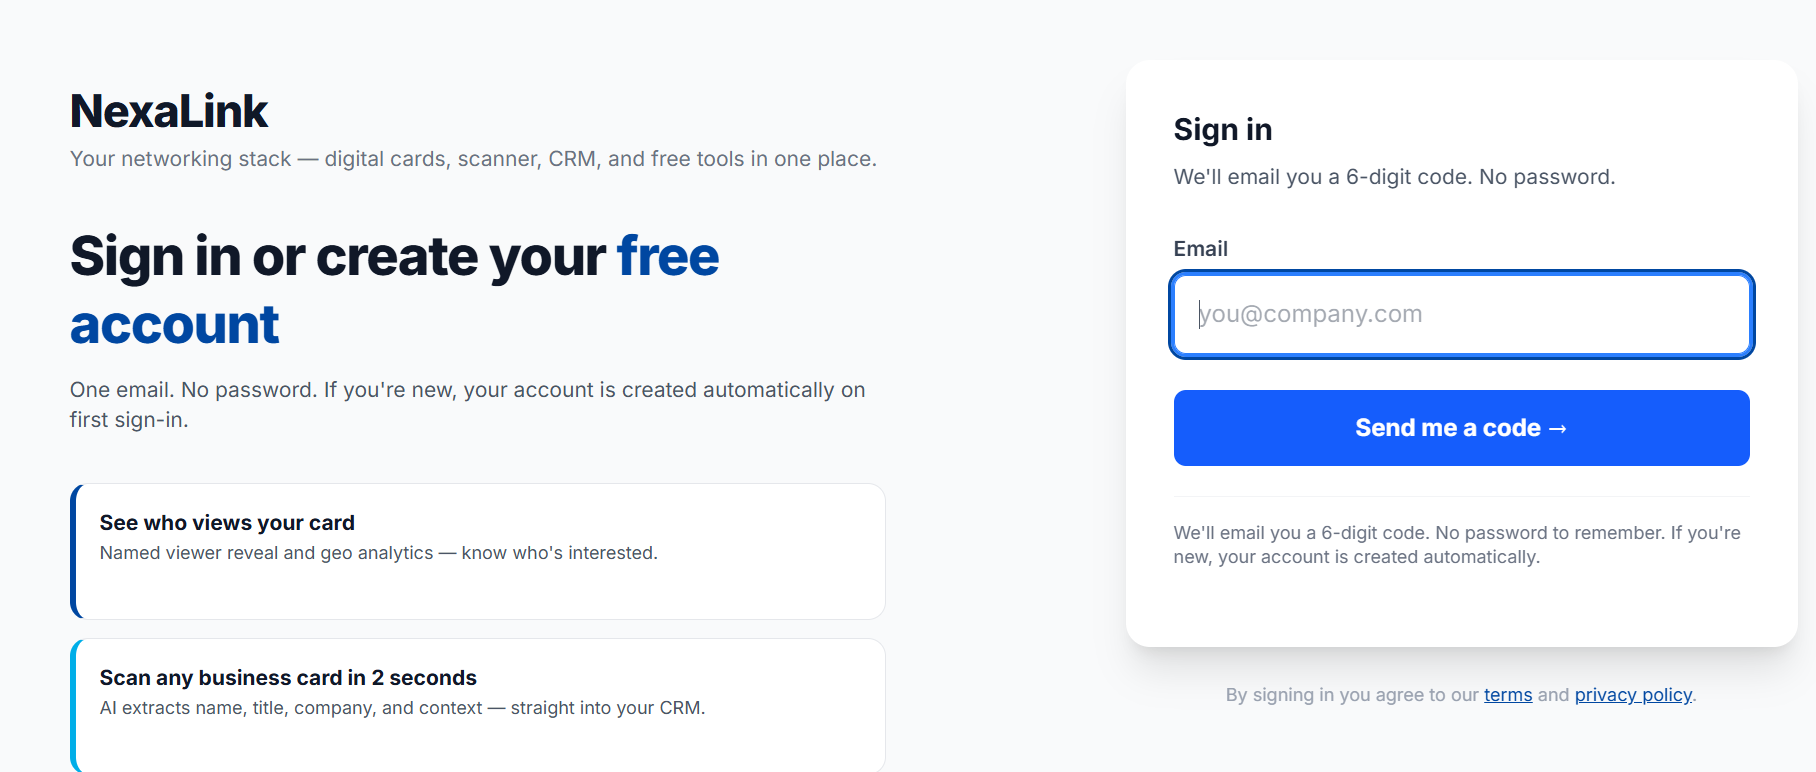 NexaLink
Your networking stack — digital cards, scanner, CRM, and free tools in one place.
Sign in or create your free
account
One email. No password. If you're new, your account is created automatically on
first sign-in.
See who views your card
Named viewer reveal and geo analytics — know who's interested.
Scan any business card in 2 seconds
AI extracts name, title, company, and context — straight into your CRM.
Sign in
We'll email you a 6-digit code. No password.
Email
you@company.com
Send me a code →
We'll email you a 6-digit code. No password to remember. If you're
new, your account is created automatically.
By signing in you agree to our terms and privacy policy.